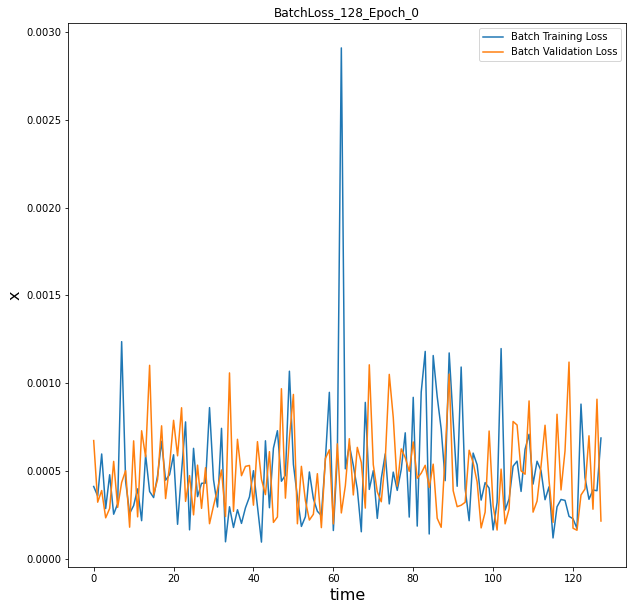 BatchLoss_128_Epoch_0
Batch Training Loss
Batch Validation Loss
0.0030
0.0025
0.0020
0.0015
0.0010
0.0005
0.0000
x
0 20 40 60 80 100 120
time